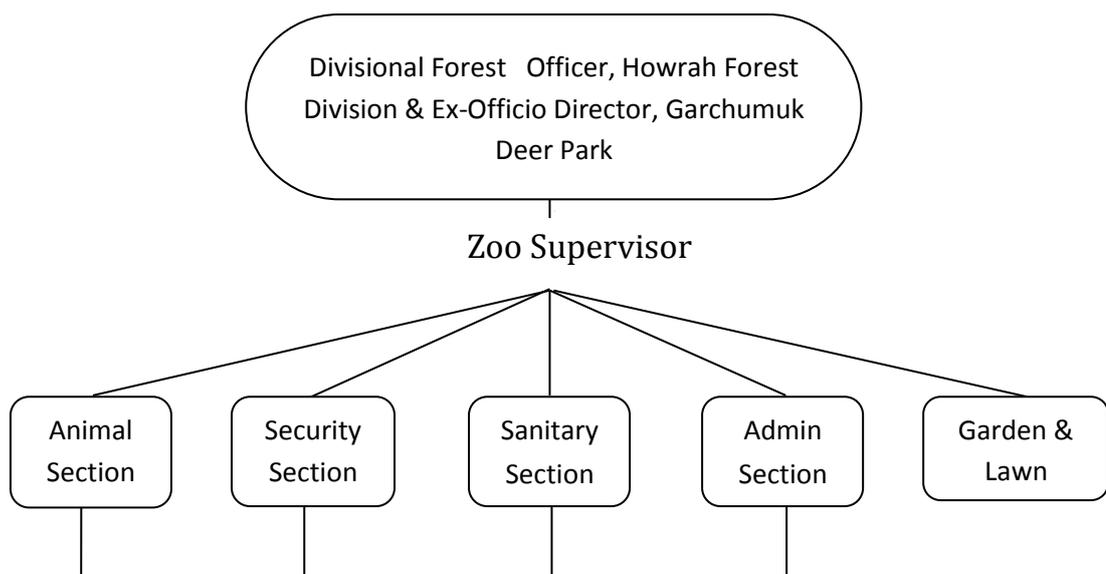 Divisional Forest Officer, Howrah Forest
Division & Ex-Officio Director, Garchumuk
Deer Park
Zoo Supervisor
Animal
Section
Security
Section
Sanitary
Section
Admin
Section
Garden &
Lawn